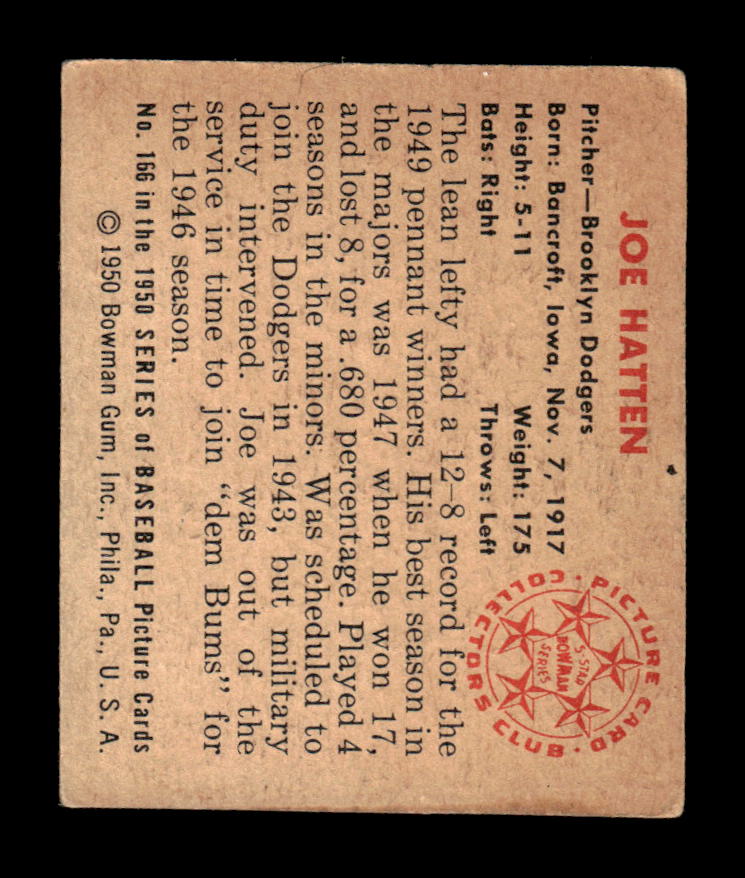 JOE HATTEN
Pitcher—Brooklyn Dodgers
Born: Bancroft, Iowa, Nov. 7, 1917
Height: 5-11 Weight: 175
Bats: Right Throws: Left
The lean lefty had a 12-8 record for the
1949 pennant winners. His best season in
the majors was 1947 when he won 17,
and lost 8, for a .680 percentage. Played 4
seasons in the minors. Was scheduled to
join the Dodgers in 1943, but military
duty intervened. Joe was out of the
service in time to join "dem Bums" for
the 1946 season.
No. 166 in the 1950 SERIES of BASEBALL Picture Cards
© 1950 Bowman Gum, Inc., Phila., Pa., U. S. A.
· PICTURE CARD · COLLECTORS CLUB
5-STAR
BOWMAN
SERIES